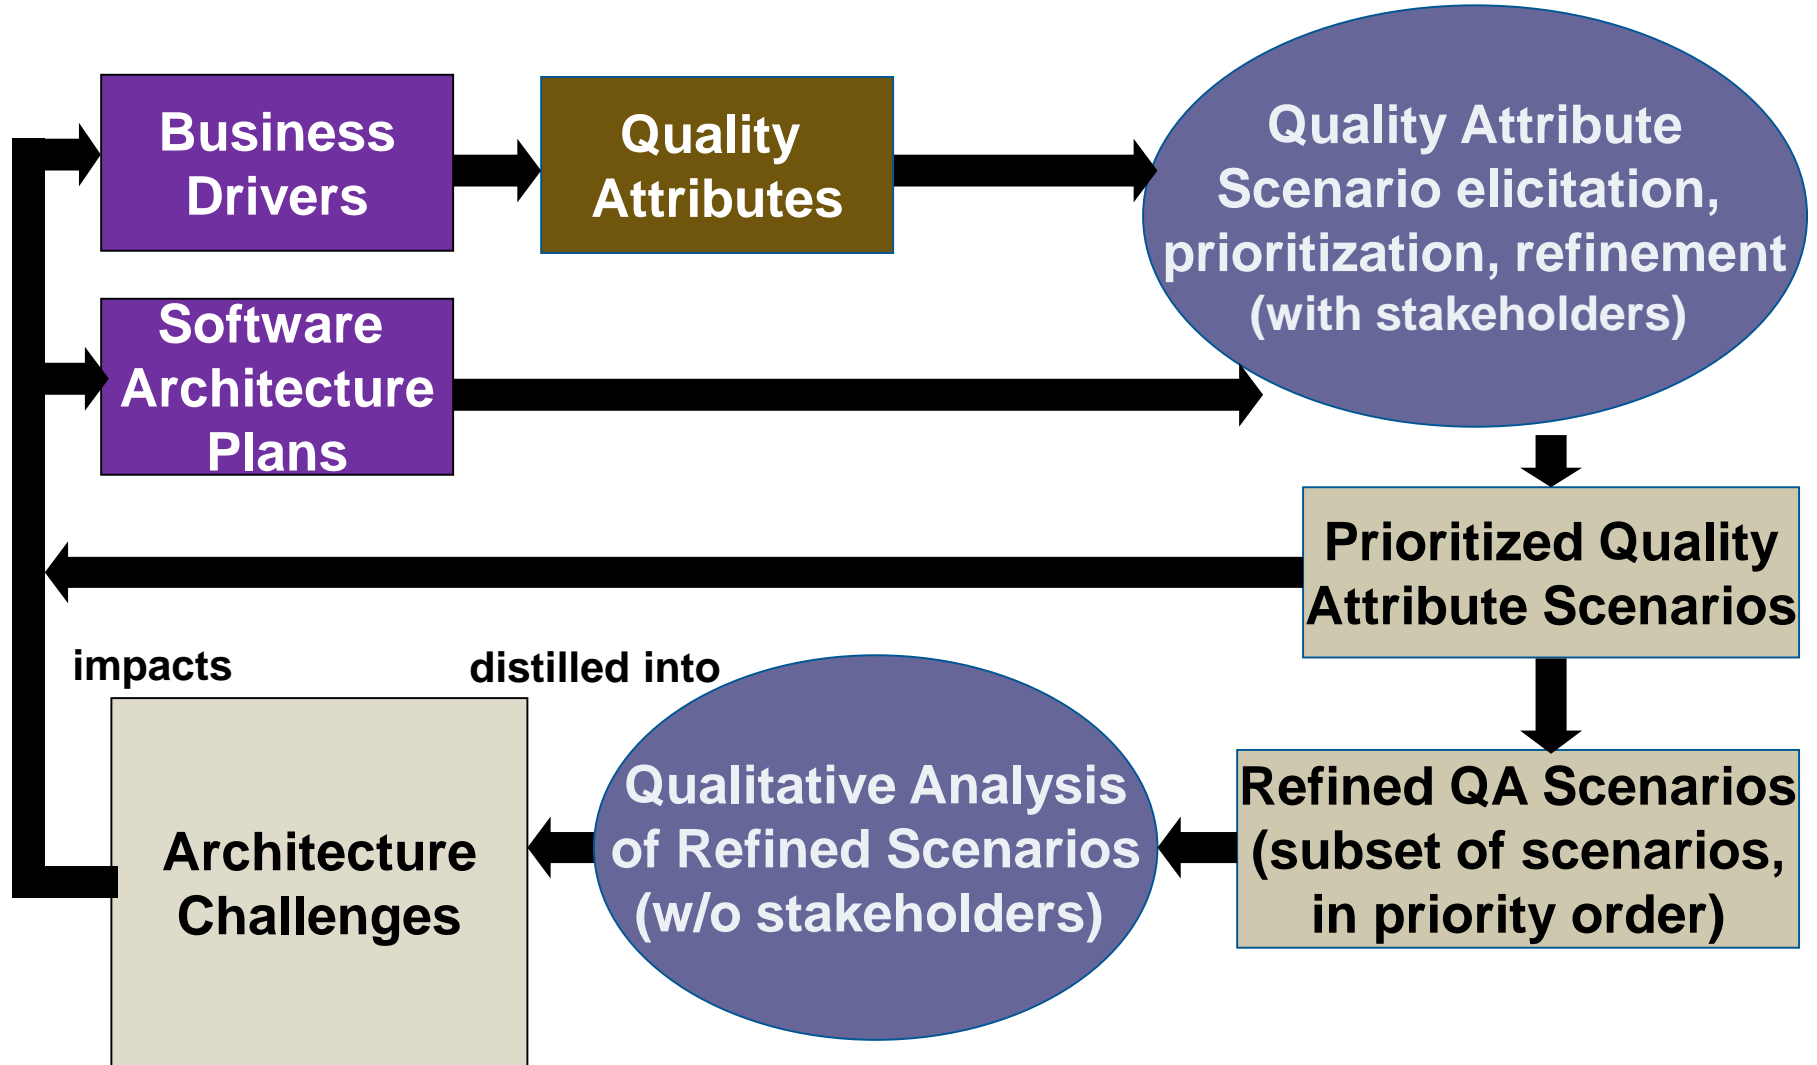 Business
Drivers
Quality
Attributes
Quality Attribute
Scenario elicitation,
prioritization, refinement
(with stakeholders)
Software
Architecture
Plans
Prioritized Quality
Attribute Scenarios
impacts
distilled into
Refined QA Scenarios
(subset of scenarios,
in priority order)
Qualitative Analysis
of Refined Scenarios
(w/o stakeholders)
Architecture
Challenges